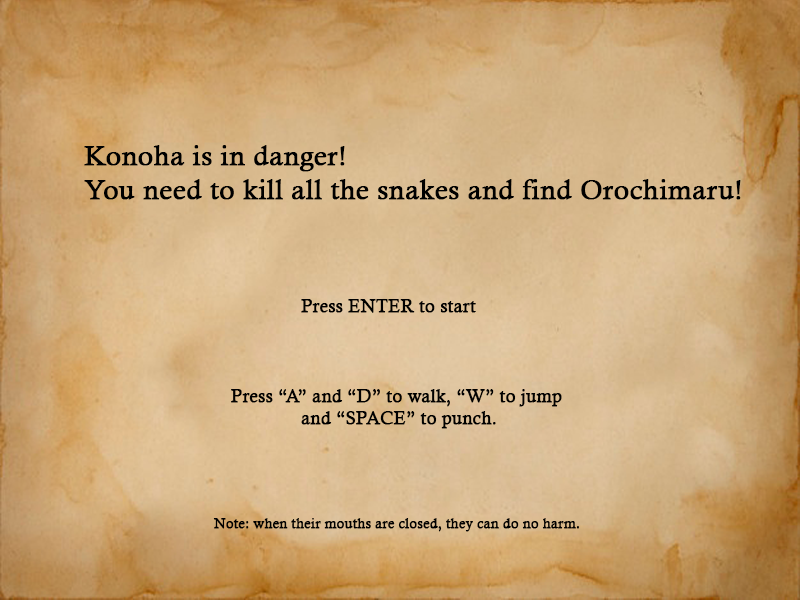 Konoha is in danger!
You need to kill all the snakes and find Orochimaru!
Press ENTER to start
Press “A” and “D” to walk, “W” to jump
and “SPACE” to punch.
Note: when their mouths are closed, they can do no harm.